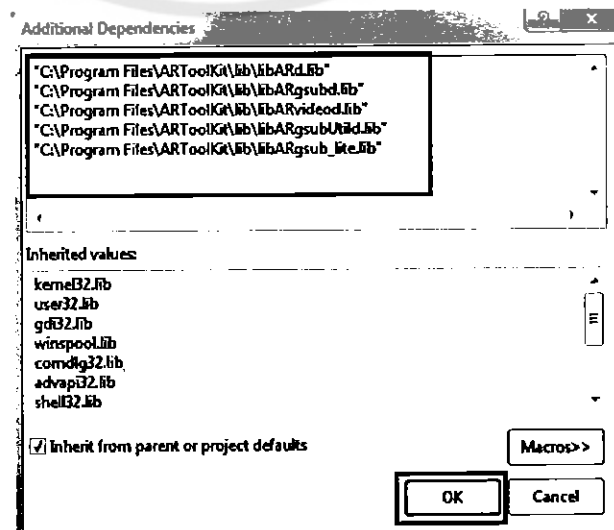 Additional Dependencies
"C:\Program Files\ARToolKit\lib\libARd.lib"
"C:\Program Files\ARToolKit\lib\libARgsubd.lib"
"C:\Program Files\ARToolKit\lib\libARvideod.lib"
"C:\Program Files\ARToolKit\lib\libARgsubUtild.lib"
"C:\Program Files\ARToolKit\lib\libARgsub_lite.lib"
Inherited values:
kernel32.lib
user32.lib
gdi32.lib
winspool.lib
comdlg32.lib
advapi32.lib
shell32.lib
Inherit from parent or project defaults
Macros>>
OK
Cancel